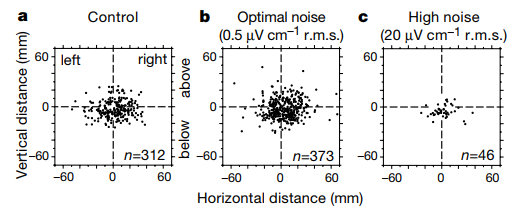 a Control
b Optimal noise
(0.5 μV cm⁻¹ r.m.s.)
c High noise
(20 μV cm⁻¹ r.m.s.)
Vertical distance (mm)
60
0
−60
left right
n=312
−60 0 60
above
below
60
0
−60
n=373
−60 0 60
60
0
−60
n=46
−60 0 60
Horizontal distance (mm)